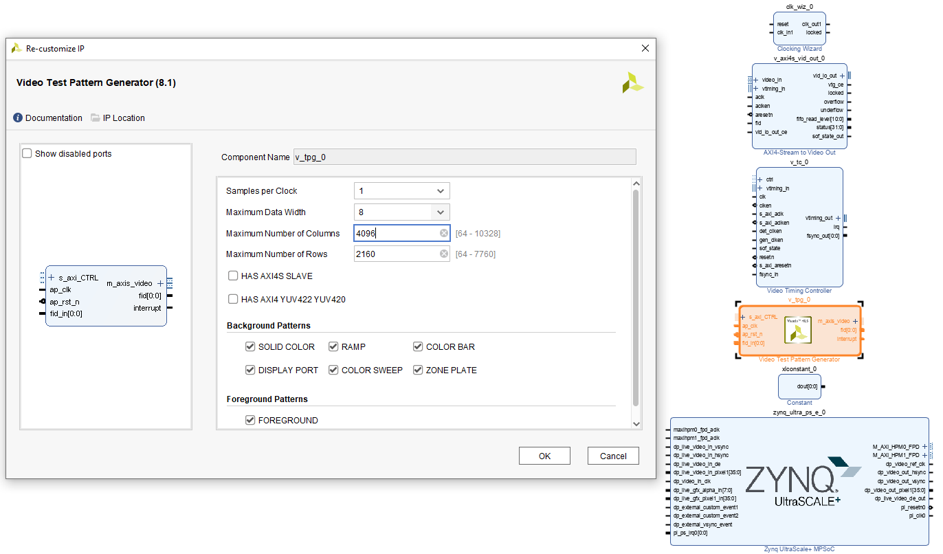 Re-customize IP
Video Test Pattern Generator (8.1)
Documentation IP Location
Show disabled ports
s_axi_CTRL
ap_clk
ap_rst_n
fid_in[0:0]
m_axis_video
fid[0:0]
interrupt
Component Name v_tpg_0
Samples per Clock 1
Maximum Data Width 8
Maximum Number of Columns 4096 [64 - 10328]
Maximum Number of Rows 2160 [64 - 7760]
HAS AXI4S SLAVE
HAS AXI4 YUV422 YUV420
Background Patterns
SOLID COLOR RAMP COLOR BAR
DISPLAY PORT COLOR SWEEP ZONE PLATE
Foreground Patterns
FOREGROUND
OK Cancel
clk_wiz_0
reset clk_out1
clk_in1 locked
Clocking Wizard
v_axi4s_vid_out_0
video_in
vtiming_in
aclk
aclken
aresetn
fid
vid_io_out_ce
vid_io_out
vtg_ce
locked
overflow
underflow
fifo_read_level[10:0]
status[31:0]
sof_state_out
AXI4-Stream to Video Out
v_tc_0
ctrl
vtiming_in
clk
clken
s_axi_aclk
s_axi_aclken
det_clken
gen_clken
sof_state
resetn
s_axi_aresetn
fsync_in
vtiming_out
irq
fsync_out[0:0]
Video Timing Controller
v_tpg_0
s_axi_CTRL
ap_clk
ap_rst_n
fid_in[0:0]
m_axis_video
fid[0:0]
interrupt
Video Test Pattern Generator
xlconstant_0
dout[0:0]
Constant
zynq_ultra_ps_e_0
maxihpm0_fpd_aclk
maxihpm1_fpd_aclk
dp_live_video_in_vsync
dp_live_video_in_hsync
dp_live_video_in_de
dp_live_video_in_pixel1[35:0]
dp_video_in_clk
dp_live_gfx_alpha_in[7:0]
dp_live_gfx_pixel1_in[35:0]
dp_external_custom_event1
dp_external_custom_event2
dp_external_vsync_event
pl_ps_irq0[0:0]
ZYNQ
UltraSCALE+
M_AXI_HPM0_FPD
M_AXI_HPM1_FPD
dp_video_ref_clk
dp_video_out_hsync
dp_video_out_vsync
dp_video_out_pixel1[35:0]
dp_live_video_de_out
pl_resetn0
pl_clk0
Zynq UltraScale+ MPSoC